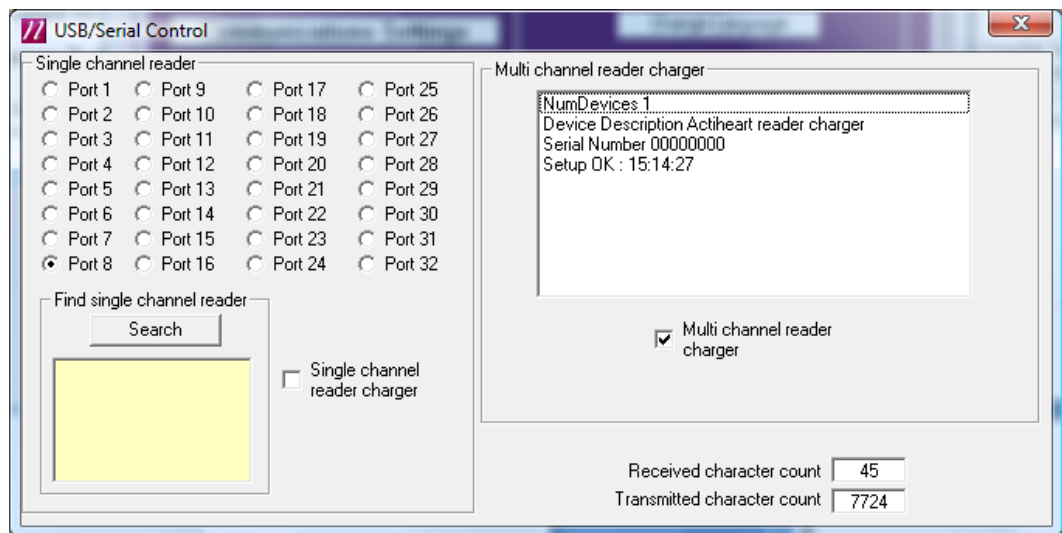 USB/Serial Control
Single channel reader
Port 1 Port 9 Port 17 Port 25
Port 2 Port 10 Port 18 Port 26
Port 3 Port 11 Port 19 Port 27
Port 4 Port 12 Port 20 Port 28
Port 5 Port 13 Port 21 Port 29
Port 6 Port 14 Port 22 Port 30
Port 7 Port 15 Port 23 Port 31
Port 8 Port 16 Port 24 Port 32
Find single channel reader
Search
Single channel
reader charger
Multi channel reader charger
NumDevices 1
Device Description Actiheart reader charger
Serial Number 00000000
Setup OK : 15:14:27
Multi channel reader
charger
Received character count 45
Transmitted character count 7724